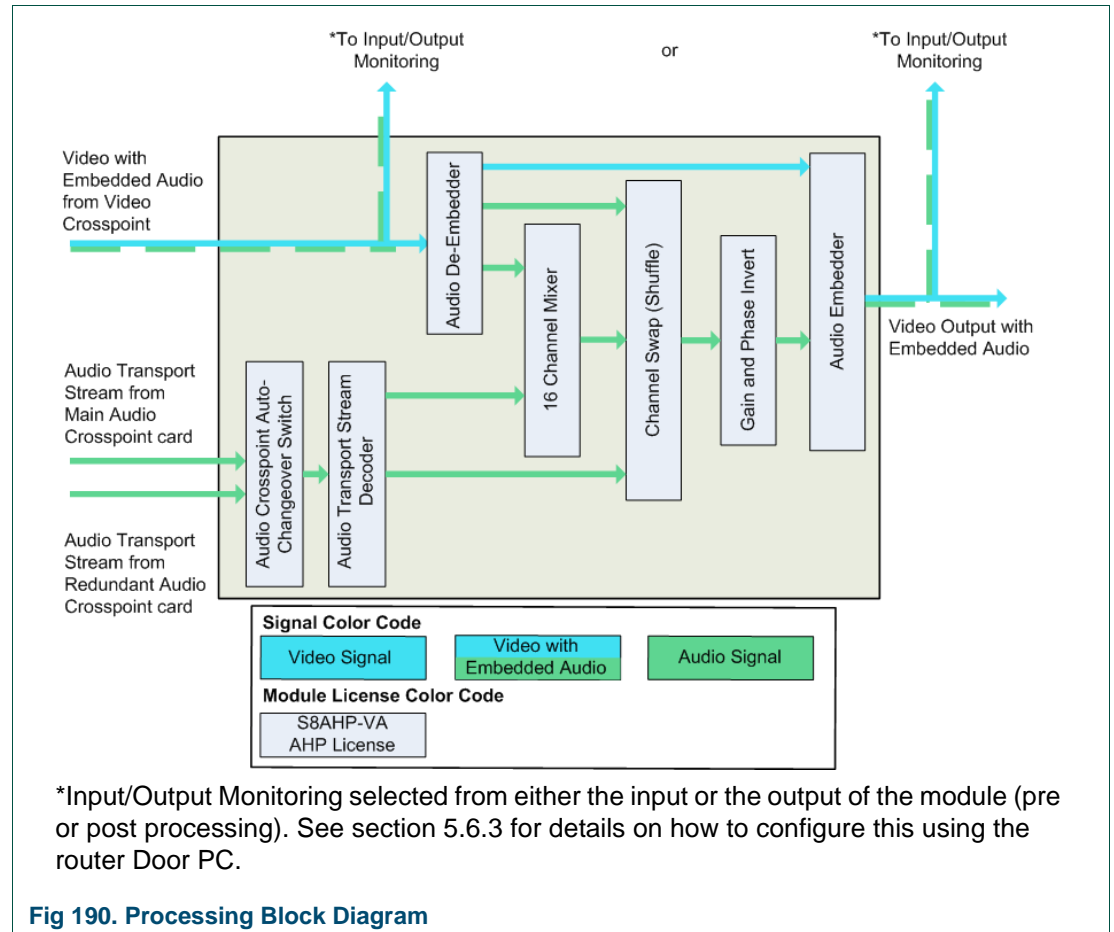 *To Input/Output
Monitoring
or
*To Input/Output
Monitoring
Video with
Embedded Audio
from Video
Crosspoint
Audio De-Embedder
16 Channel Mixer
Channel Swap (Shuffle)
Gain and Phase Invert
Audio Embedder
Video Output with
Embedded Audio
Audio Transport
Stream from
Main Audio
Crosspoint card
Audio Crosspoint Auto-
Changeover Switch
Audio Transport Stream
Decoder
Audio Transport
Stream from
Redundant Audio
Crosspoint card
Signal Color Code
Video Signal
Video with
Embedded Audio
Audio Signal
Module License Color Code
S8AHP-VA
AHP License
*Input/Output Monitoring selected from either the input or the output of the module (pre
or post processing). See section 5.6.3 for details on how to configure this using the
router Door PC.
Fig 190. Processing Block Diagram